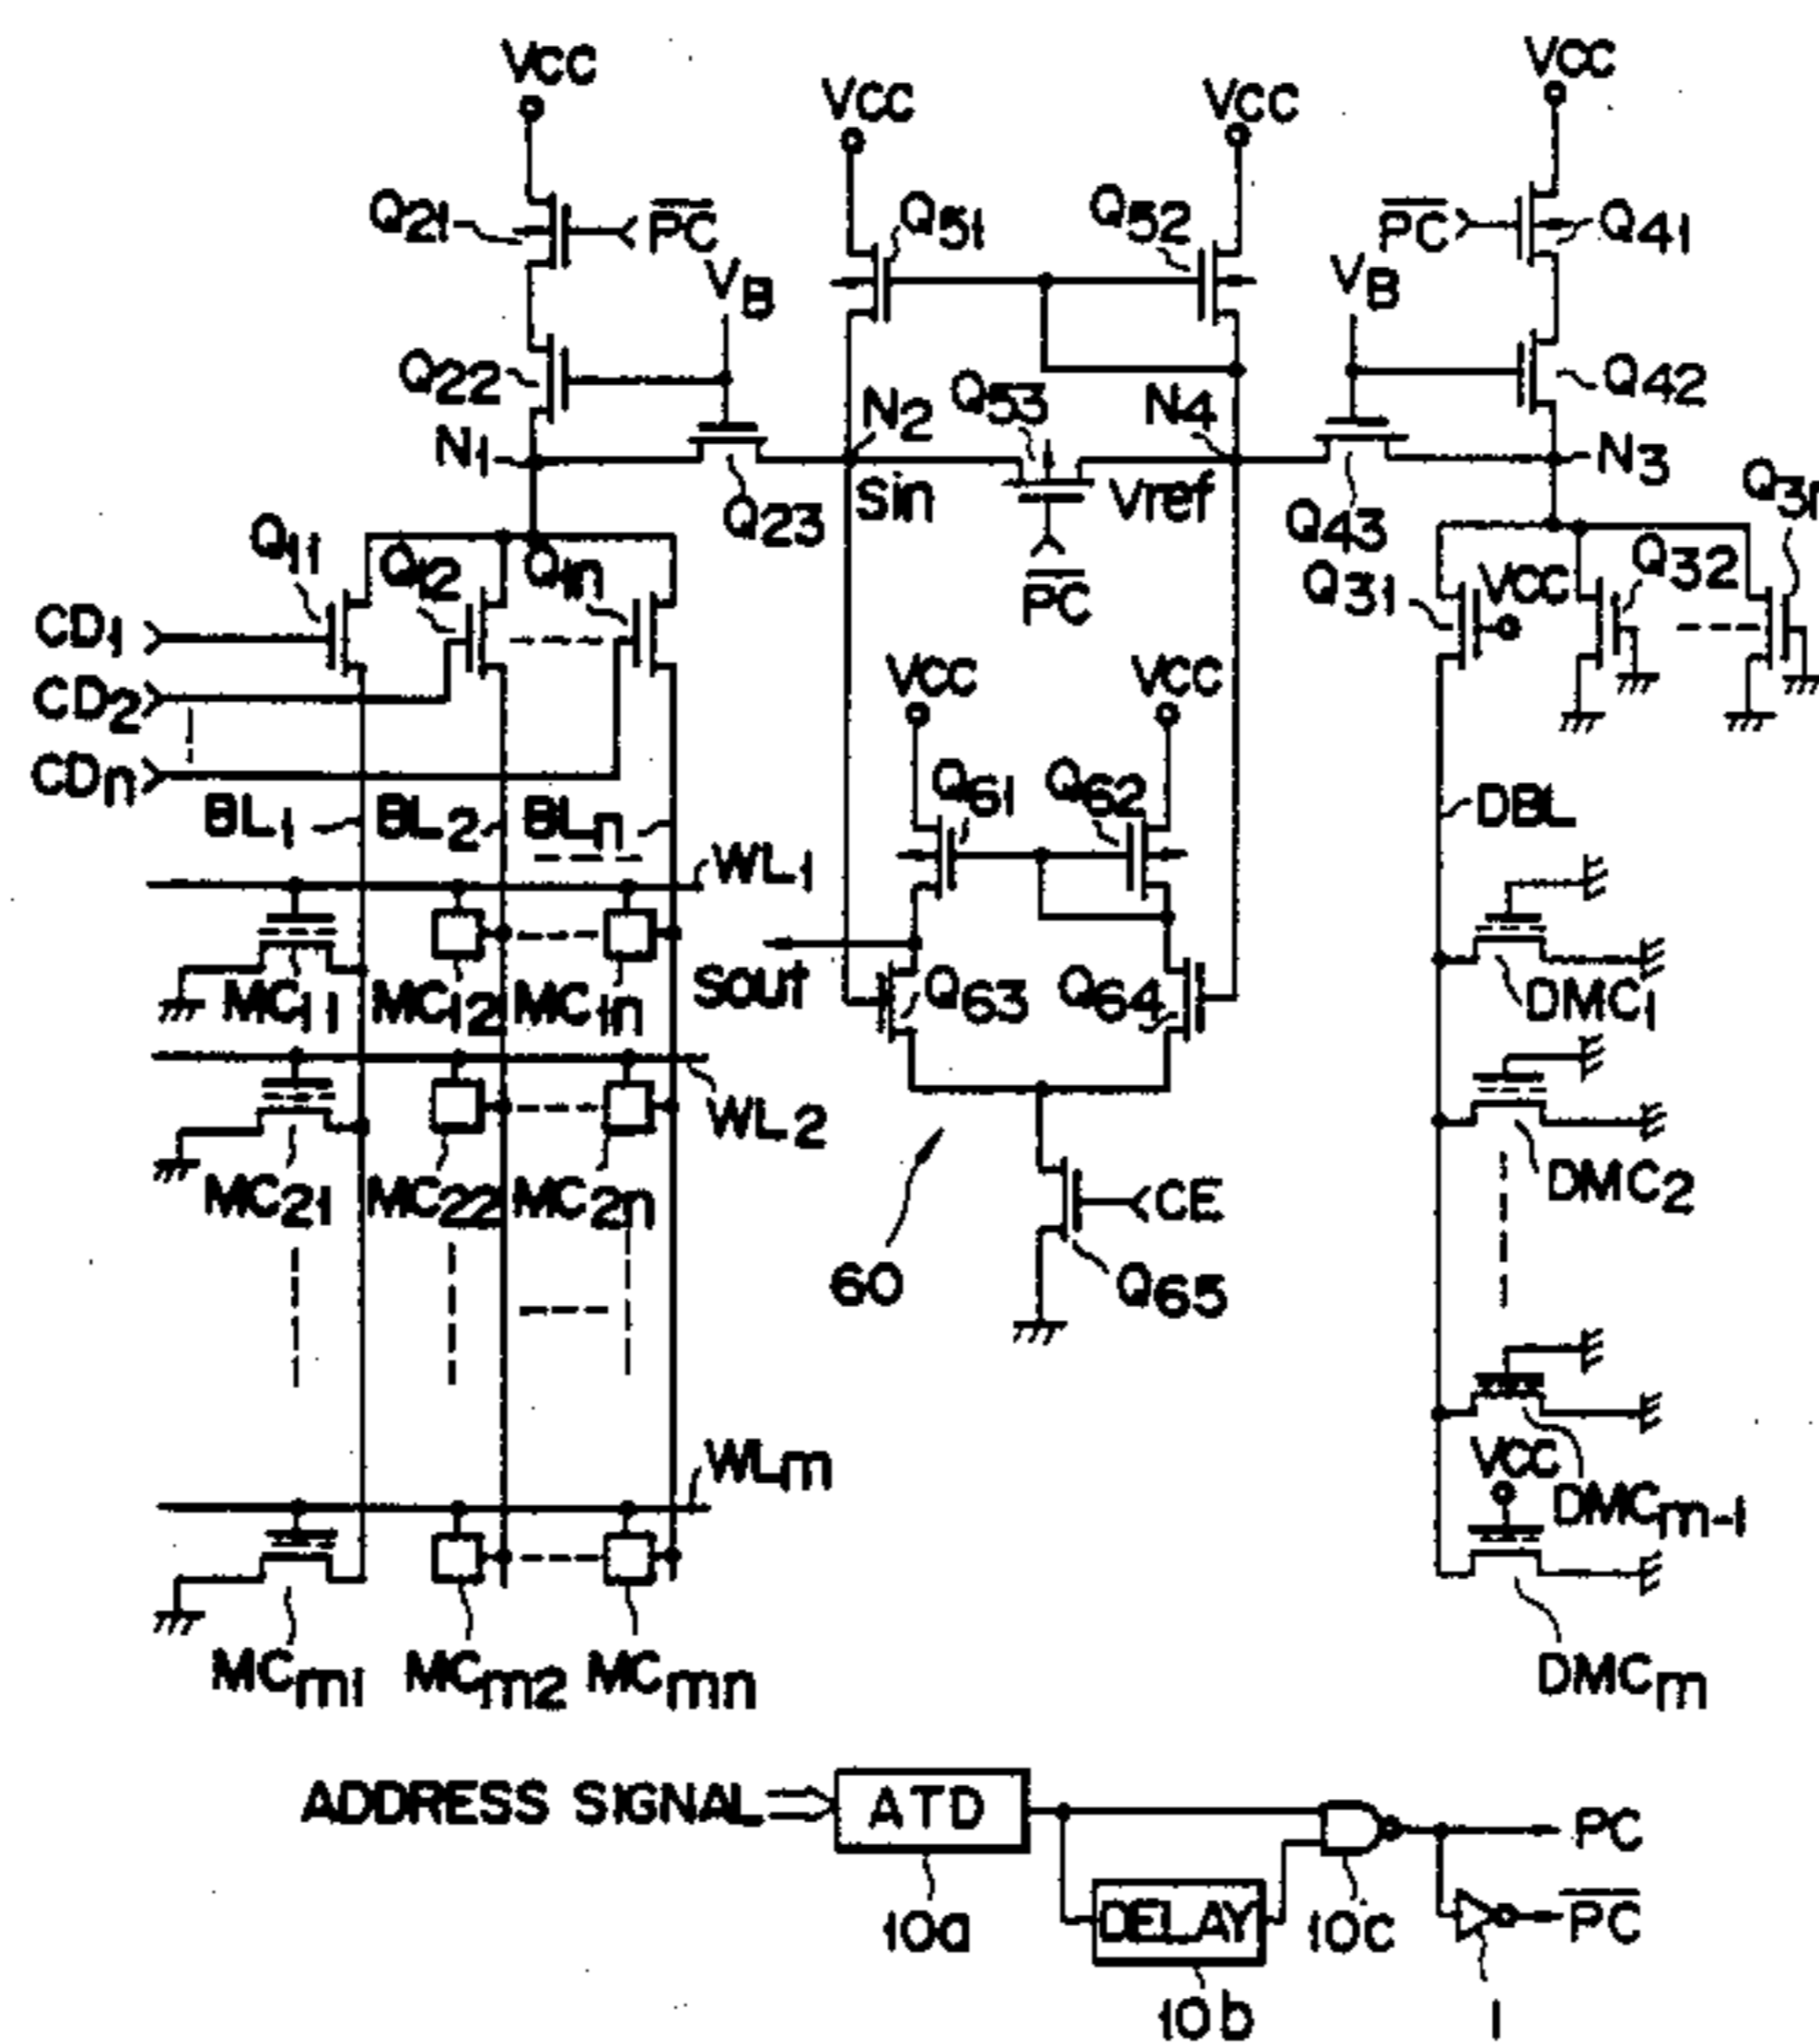 VCC VCC VCC VCC
Q21 PC Q51 Q52 PC Q41
VB VB
Q22 N2 Q53 N4 Q42
N1 Sin Vref N3
Q11 Q12 Q1n Q23 PC Q43 Q31 VCC Q32
CD1
CD2 VCC VCC
CDn Q61 Q62 DBL
BL1 BL2 BLn
WL1
Sout Q63 Q64 DMC1
MC11 MC12 MC1n
WL2 DMC2
MC21 MC22 MC2n CE
60 Q65
WLm VCC
DMCm-1
MCm1 MCm2 MCmn DMCm
ADDRESS SIGNAL ATD PC
10a DELAY 10c PC
10b 1